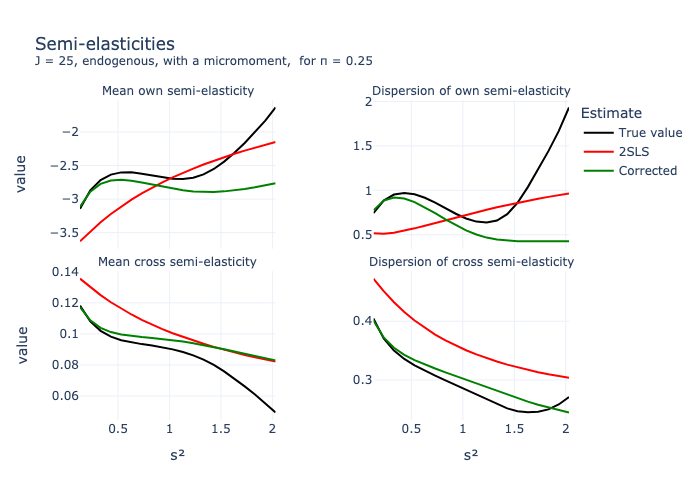 Semi-elasticities
J = 25, endogenous, with a micromoment,  for π = 0.25
Mean own semi-elasticity
Dispersion of own semi-elasticity
value
−2
−2.5
−3
−3.5
2
1.5
1
0.5
Estimate
True value
2SLS
Corrected
Mean cross semi-elasticity
Dispersion of cross semi-elasticity
value
0.14
0.12
0.1
0.08
0.06
0.4
0.3
0.5 1 1.5 2
0.5 1 1.5 2
s²
s²